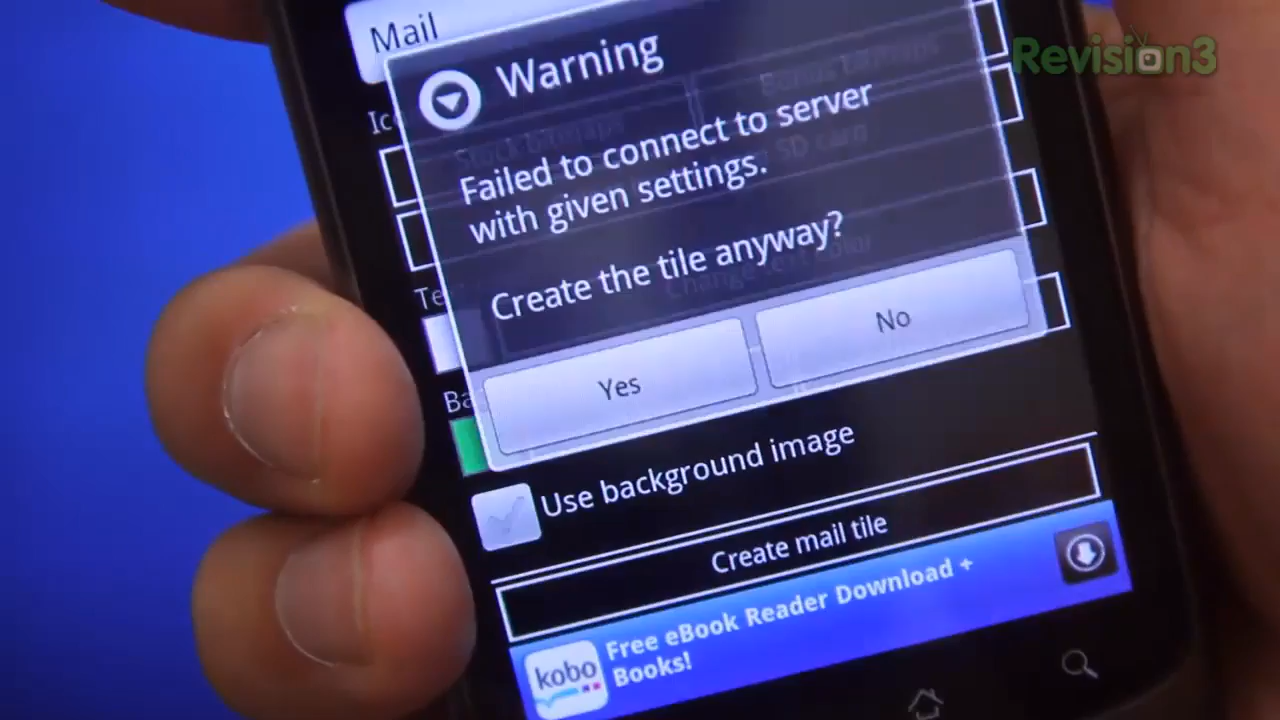 Revision3
Mail
Warning
Failed to connect to server
with given settings.
Create the tile anyway?
Yes
No
Use background image
Create mail tile
Free eBook Reader Download +
Books!
kobo